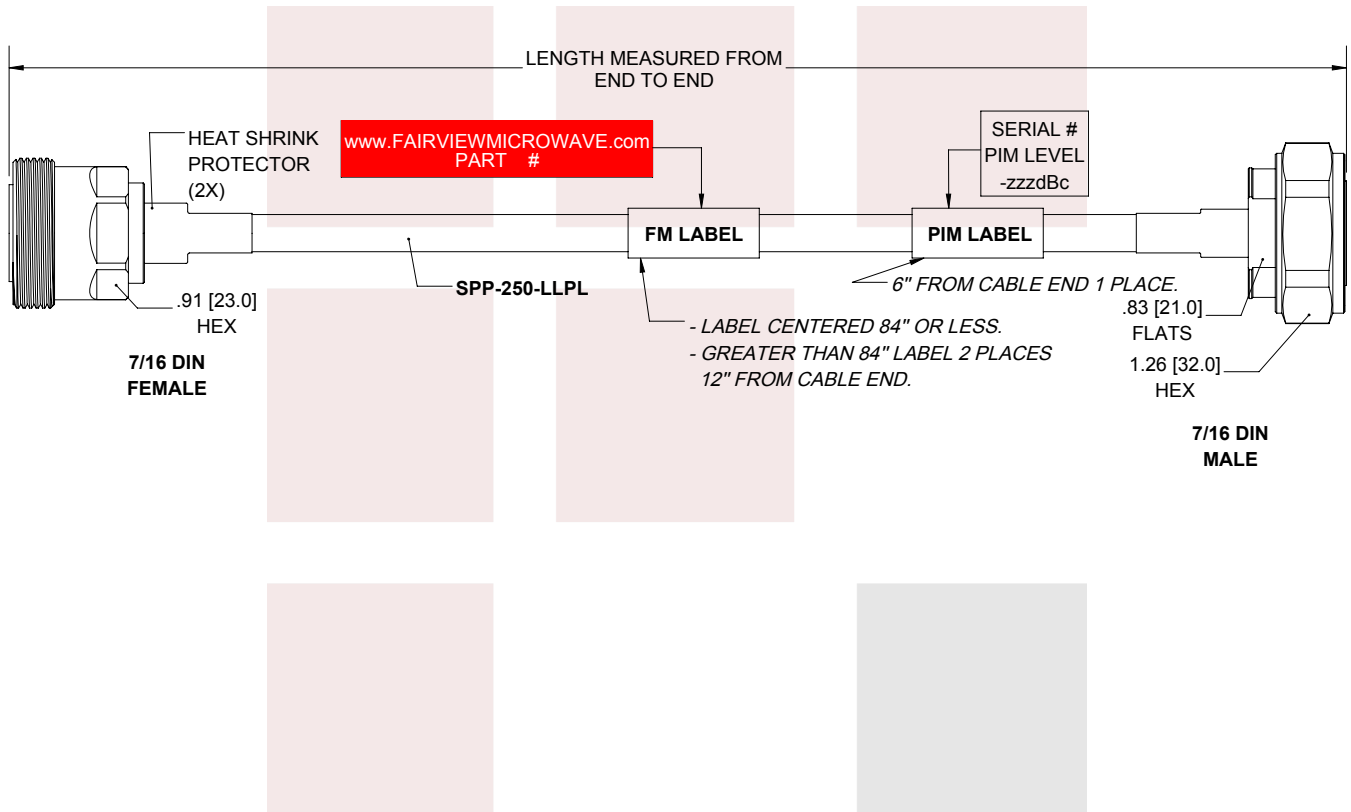 LENGTH MEASURED FROM
END TO END
HEAT SHRINK
PROTECTOR
(2X)
www.FAIRVIEWMICROWAVE.com
PART #
SERIAL #
PIM LEVEL
-zzzdBc
FM LABEL
PIM LABEL
SPP-250-LLPL
6" FROM CABLE END 1 PLACE.
.91 [23.0]
HEX
- LABEL CENTERED 84" OR LESS.
- GREATER THAN 84" LABEL 2 PLACES
12" FROM CABLE END.
.83 [21.0]
FLATS
1.26 [32.0]
HEX
7/16 DIN
FEMALE
7/16 DIN
MALE